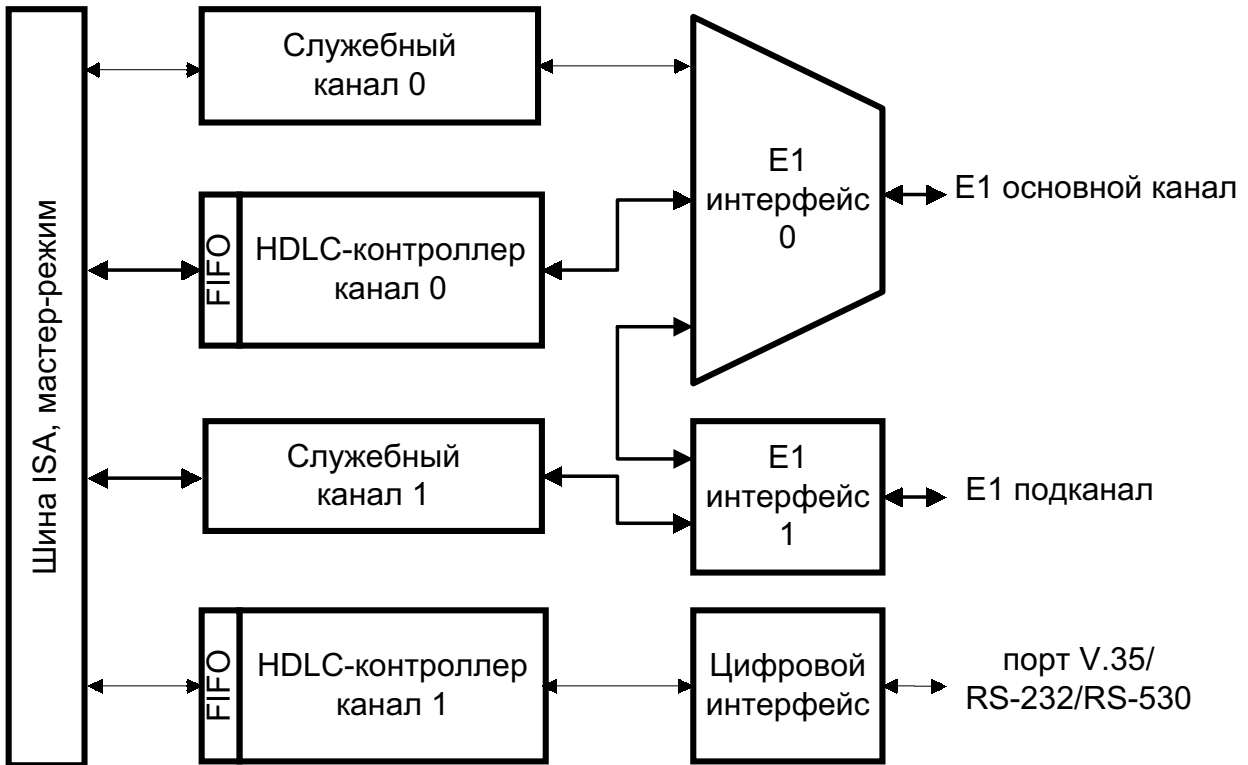 Шина ISA, мастер-режим
Служебный
канал 0
FIFO
HDLC-контроллер
канал 0
Служебный
канал 1
FIFO
HDLC-контроллер
канал 1
E1
интерфейс
0
E1 основной канал
E1
интерфейс
1
E1 подканал
Цифровой
интерфейс
порт V.35/
RS-232/RS-530